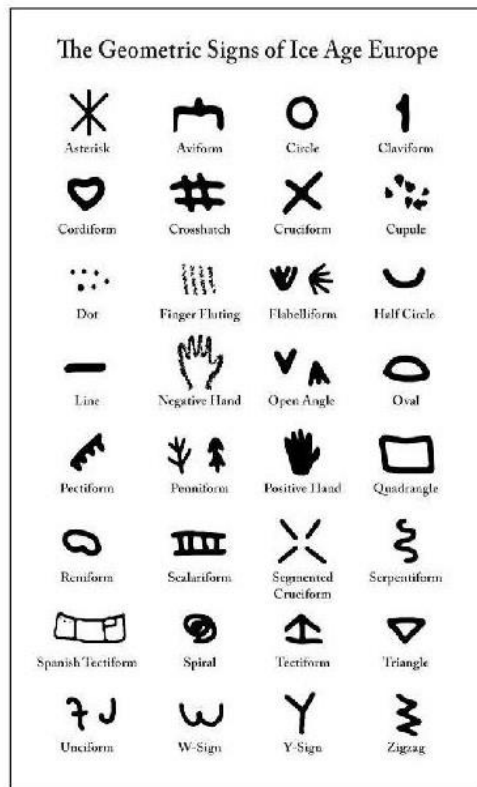 The Geometric Signs of Ice Age Europe
Asterisk Aviform Circle Claviform
Cordiform Crosshatch Cruciform Cupule
Dot Finger Fluting Flabelliform Half Circle
Line Negative Hand Open Angle Oval
Pectiform Penniform Positive Hand Quadrangle
Reniform Scalariform Segmented Serpentiform
Cruciform
Spanish Tectiform Spiral Tectiform Triangle
Unciform W-Sign Y-Sign Zigzag